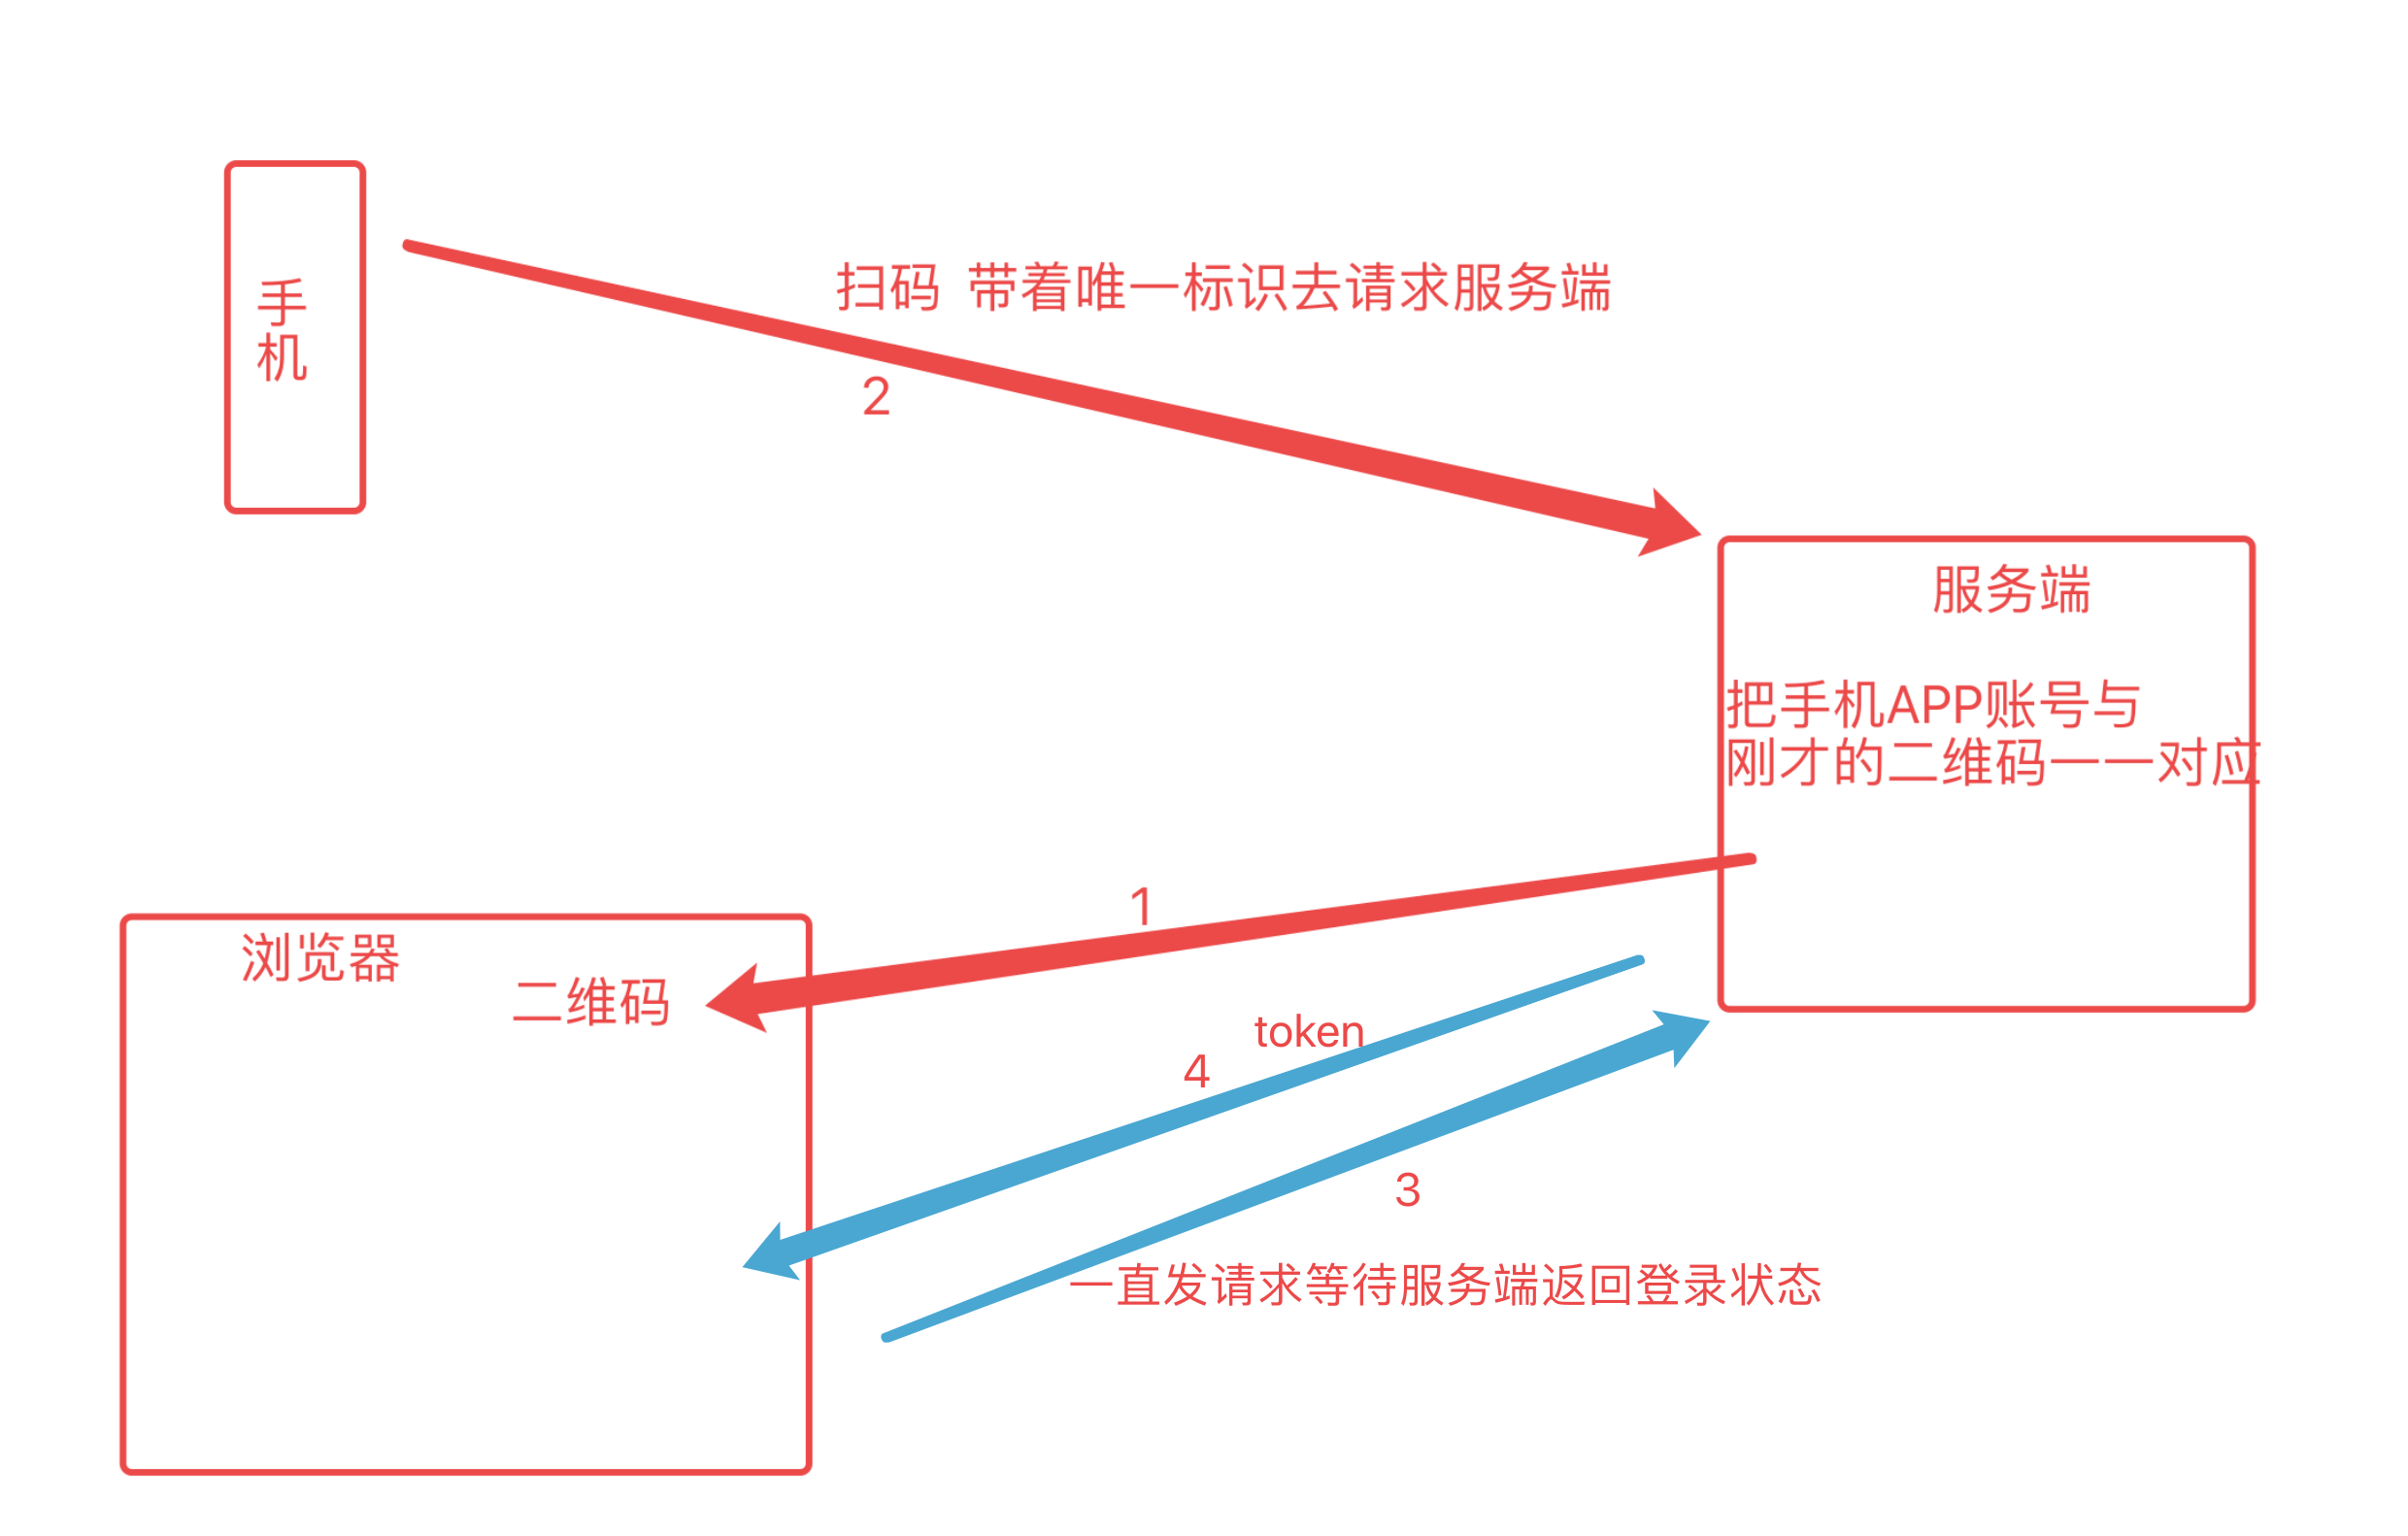 扫码 带着唯一标识去请求服务端
手
机
2
服务端
把手机APP账号与
刚才的二维码一一对应
1
浏览器
二维码
token
4
3
一直发请求等待服务端返回登录状态